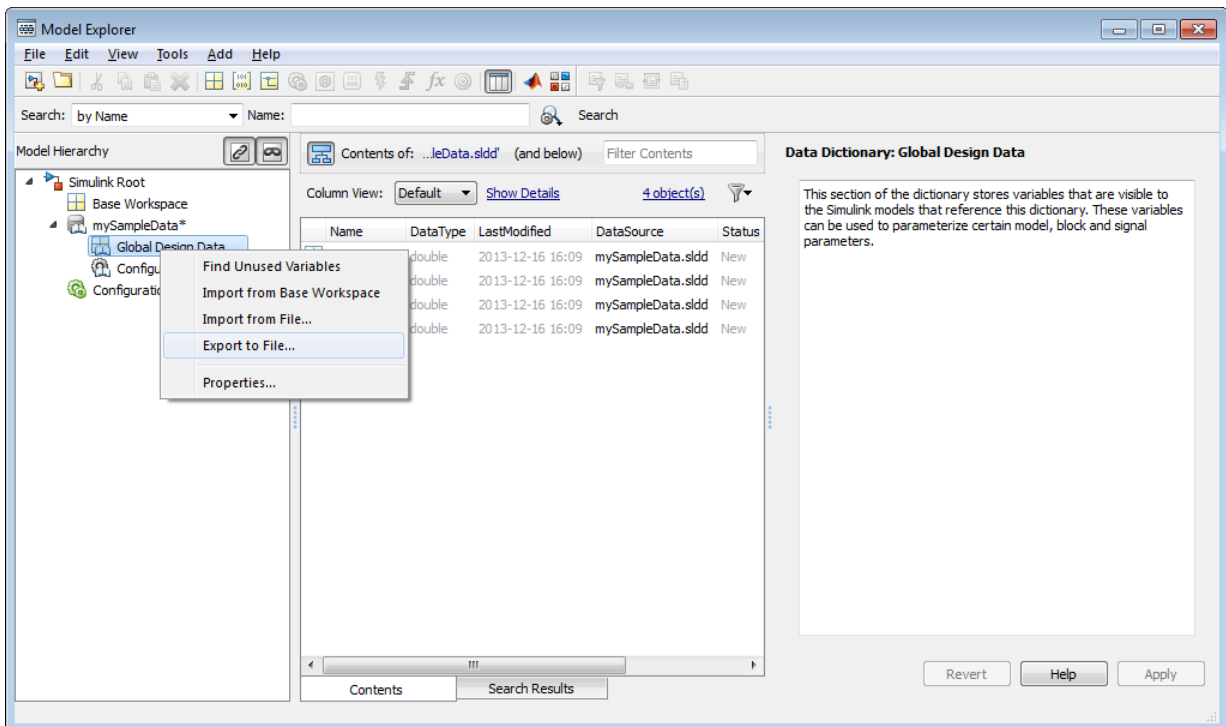 Model Explorer
File Edit View Tools Add Help
fx
Search: by Name Name: Search
Model Hierarchy
Simulink Root
Base Workspace
mySampleData*
Global Design Data
Configu
Configuratio
Find Unused Variables
Import from Base Workspace
Import from File...
Export to File...
Properties...
Contents of: ...leData.sldd' (and below) Filter Contents
Column View: Default Show Details 4 object(s)
Name DataType LastModified DataSource Status
double 2013-12-16 16:09 mySampleData.sldd New
double 2013-12-16 16:09 mySampleData.sldd New
double 2013-12-16 16:09 mySampleData.sldd New
double 2013-12-16 16:09 mySampleData.sldd New
Contents Search Results
Data Dictionary: Global Design Data
This section of the dictionary stores variables that are visible to
the Simulink models that reference this dictionary. These variables
can be used to parameterize certain model, block and signal
parameters.
Revert Help Apply